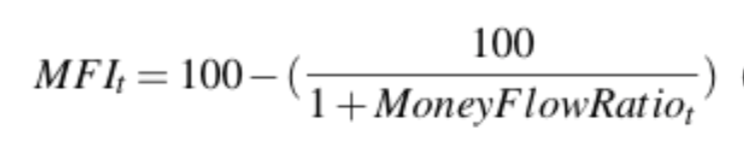 MFI_t = 100 − ( 100 / 1 + MoneyFlowRatio_t )